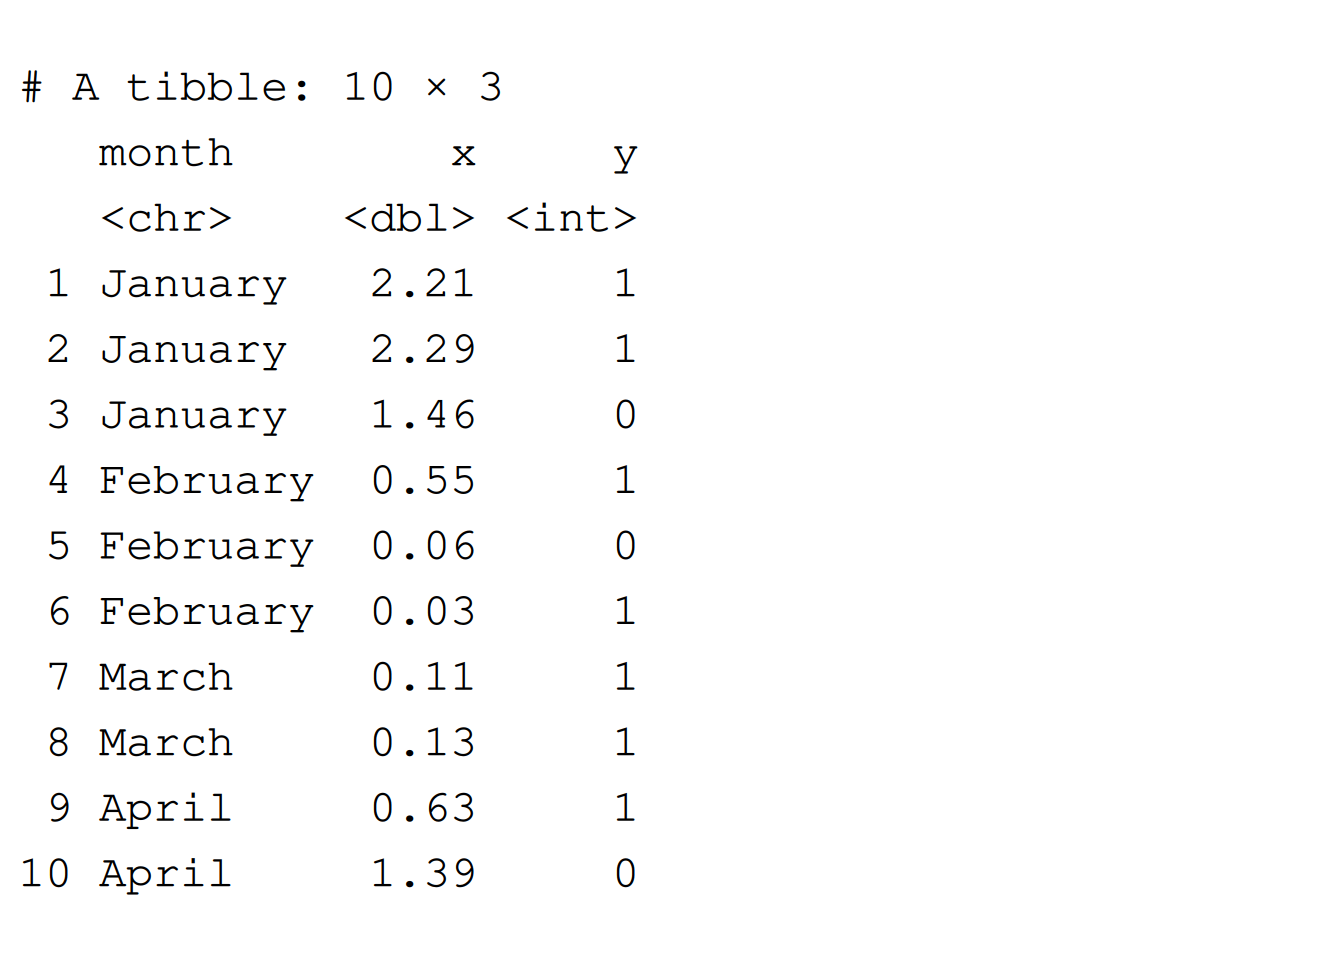 # A tibble: 10 × 3
   month        x     y
   <chr>    <dbl> <int>
 1 January   2.21     1
 2 January   2.29     1
 3 January   1.46     0
 4 February  0.55     1
 5 February  0.06     0
 6 February  0.03     1
 7 March     0.11     1
 8 March     0.13     1
 9 April     0.63     1
10 April     1.39     0